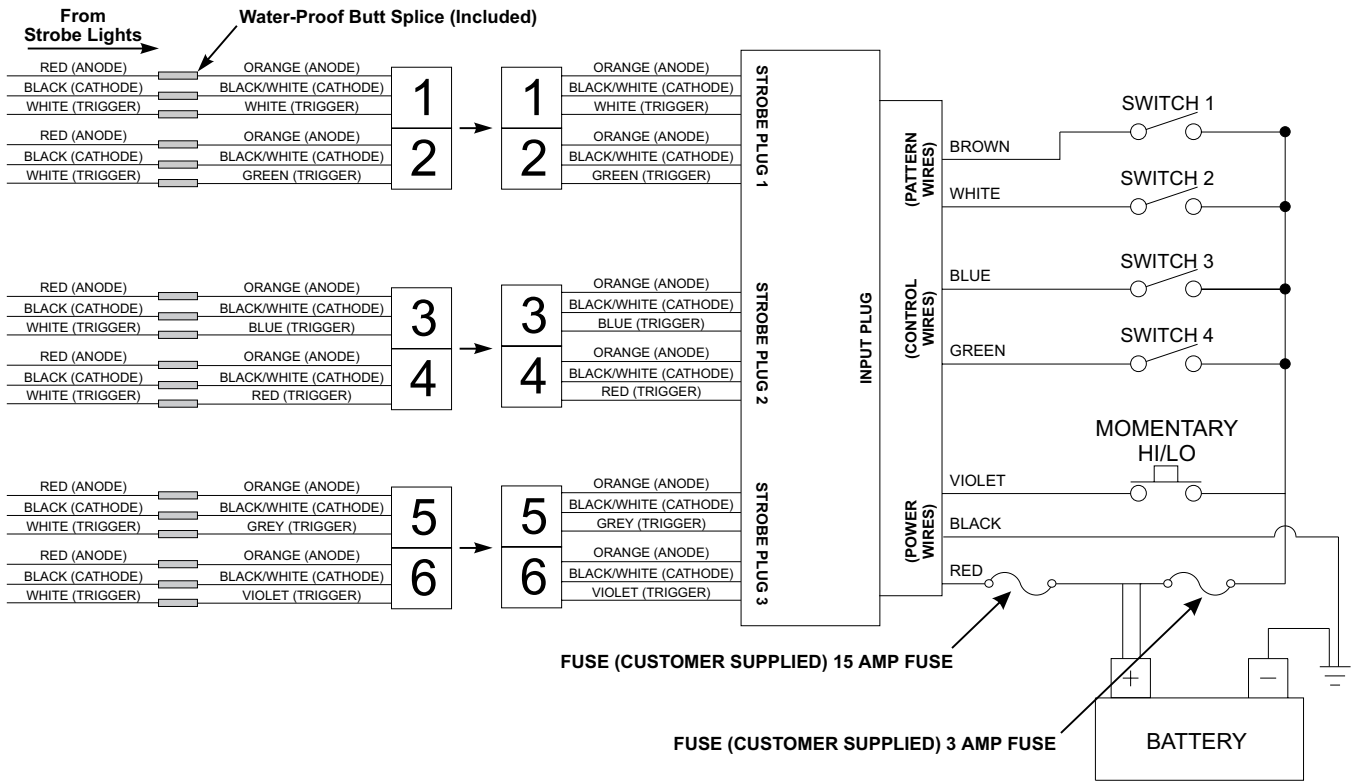 From
Strobe Lights
Water-Proof Butt Splice (Included)
RED (ANODE)
BLACK (CATHODE)
WHITE (TRIGGER)
RED (ANODE)
BLACK (CATHODE)
WHITE (TRIGGER)
ORANGE (ANODE)
BLACK/WHITE (CATHODE)
WHITE (TRIGGER)
ORANGE (ANODE)
BLACK/WHITE (CATHODE)
GREEN (TRIGGER)
1
2
1
2
ORANGE (ANODE)
BLACK/WHITE (CATHODE)
WHITE (TRIGGER)
ORANGE (ANODE)
BLACK/WHITE (CATHODE)
GREEN (TRIGGER)
STROBE PLUG 1
RED (ANODE)
BLACK (CATHODE)
WHITE (TRIGGER)
RED (ANODE)
BLACK (CATHODE)
WHITE (TRIGGER)
ORANGE (ANODE)
BLACK/WHITE (CATHODE)
BLUE (TRIGGER)
ORANGE (ANODE)
BLACK/WHITE (CATHODE)
RED (TRIGGER)
3
4
3
4
ORANGE (ANODE)
BLACK/WHITE (CATHODE)
BLUE (TRIGGER)
ORANGE (ANODE)
BLACK/WHITE (CATHODE)
RED (TRIGGER)
STROBE PLUG 2
RED (ANODE)
BLACK (CATHODE)
WHITE (TRIGGER)
RED (ANODE)
BLACK (CATHODE)
WHITE (TRIGGER)
ORANGE (ANODE)
BLACK/WHITE (CATHODE)
GREY (TRIGGER)
ORANGE (ANODE)
BLACK/WHITE (CATHODE)
VIOLET (TRIGGER)
5
6
5
6
ORANGE (ANODE)
BLACK/WHITE (CATHODE)
GREY (TRIGGER)
ORANGE (ANODE)
BLACK/WHITE (CATHODE)
VIOLET (TRIGGER)
STROBE PLUG 3
INPUT PLUG
(PATTERN
WIRES)
(CONTROL
WIRES)
(POWER
WIRES)
BROWN
SWITCH 1
WHITE
SWITCH 2
BLUE
SWITCH 3
GREEN
SWITCH 4
MOMENTARY
HI/LO
VIOLET
BLACK
RED
FUSE (CUSTOMER SUPPLIED) 15 AMP FUSE
FUSE (CUSTOMER SUPPLIED) 3 AMP FUSE
+
−
BATTERY